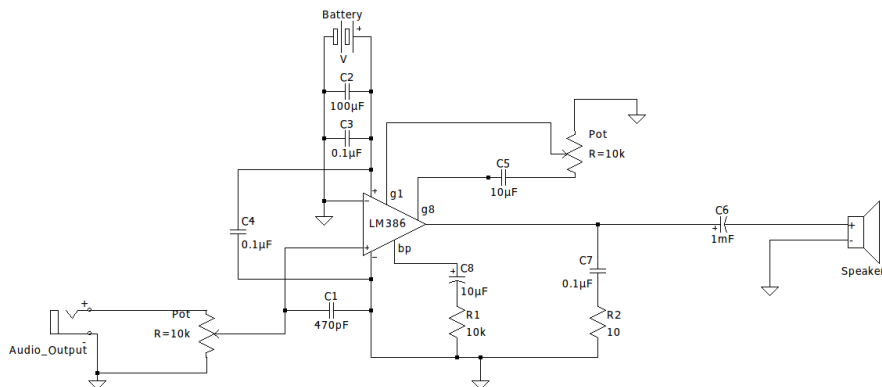 Battery
+
V
C2
100µF
C3
0.1µF
Pot
R=10k
C5
10µF
g1
g8
+
−
LM386
+
−
bp
C4
0.1µF
C6
+
1mF
+
-
Speaker
C7
0.1µF
+
C8
10µF
C1
470pF
R1
10k
R2
10
+
Pot
R=10k
-
Audio_Output